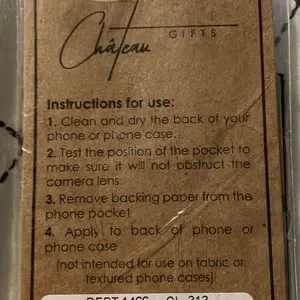 Château
GIFTS
Instructions for use:
1. Clean and dry the back of your
phone or phone case.
2. Test the position of the pocket to
make sure it will not obstruct the
camera lens
3. Remove backing paper from the
phone pocket
4. Apply to back of phone or
phone case
(not intended for use on fabric or
textured phone cases)